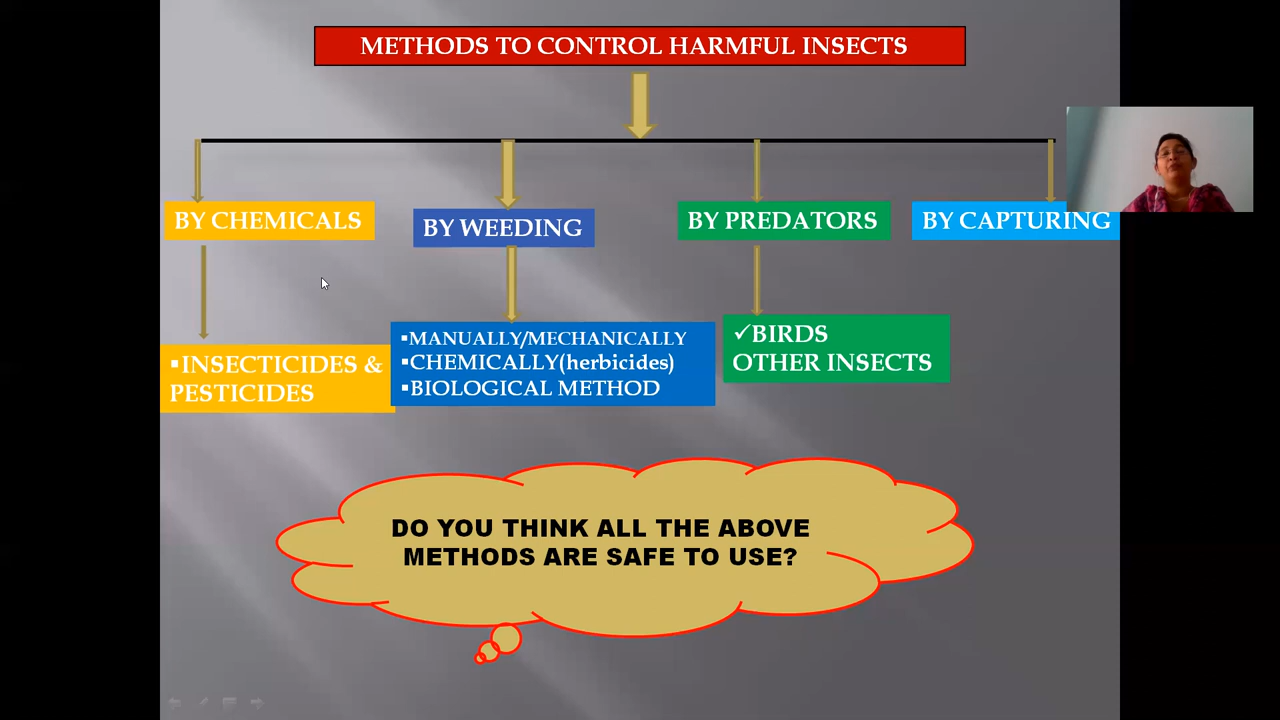 METHODS TO CONTROL HARMFUL INSECTS
BY CHEMICALS
BY WEEDING
BY PREDATORS
BY CAPTURING
▪INSECTICIDES &
PESTICIDES
▪MANUALLY/MECHANICALLY
▪CHEMICALLY(herbicides)
▪BIOLOGICAL METHOD
✓BIRDS
OTHER INSECTS
DO YOU THINK ALL THE ABOVE
METHODS ARE SAFE TO USE?